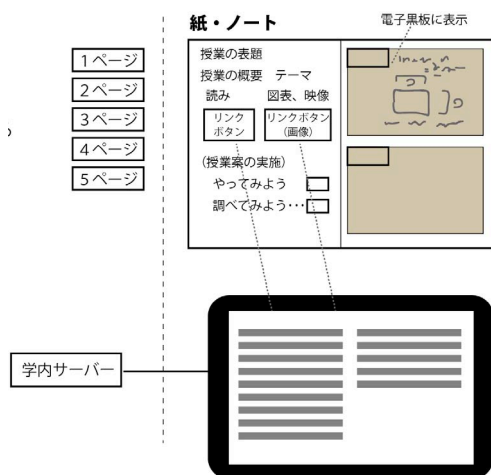 紙・ノート
電子黒板に表示
1ページ
2ページ
3ページ
4ページ
5ページ
授業の表題
授業の概要 テーマ
読み 図表、映像
リンク
ボタン
リンクボタン
(画像)
(授業案の実施)
やってみよう
調べてみよう・・・
学内サーバー